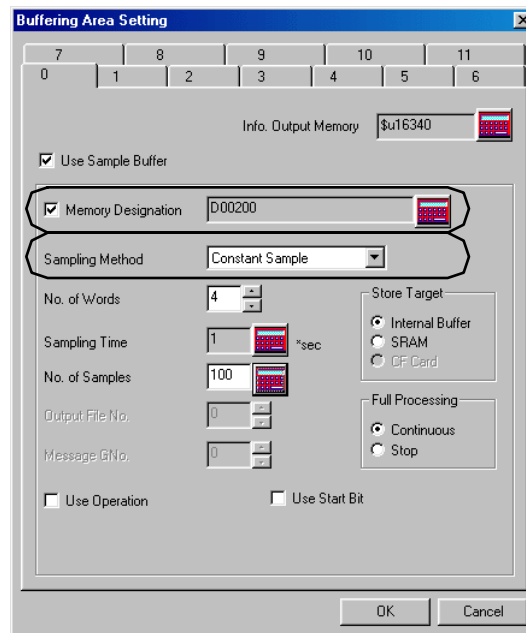 Buffering Area Setting
7 8 9 10 11
0 1 2 3 4 5 6
Info. Output Memory $u16340
Use Sample Buffer
Memory Designation D00200
Sampling Method Constant Sample
No. of Words 4
Store Target
Internal Buffer
SRAM
CF Card
Sampling Time 1 *sec
No. of Samples 100
Output File No. 0
Message GNo. 0
Full Processing
Continuous
Stop
Use Operation Use Start Bit
OK Cancel